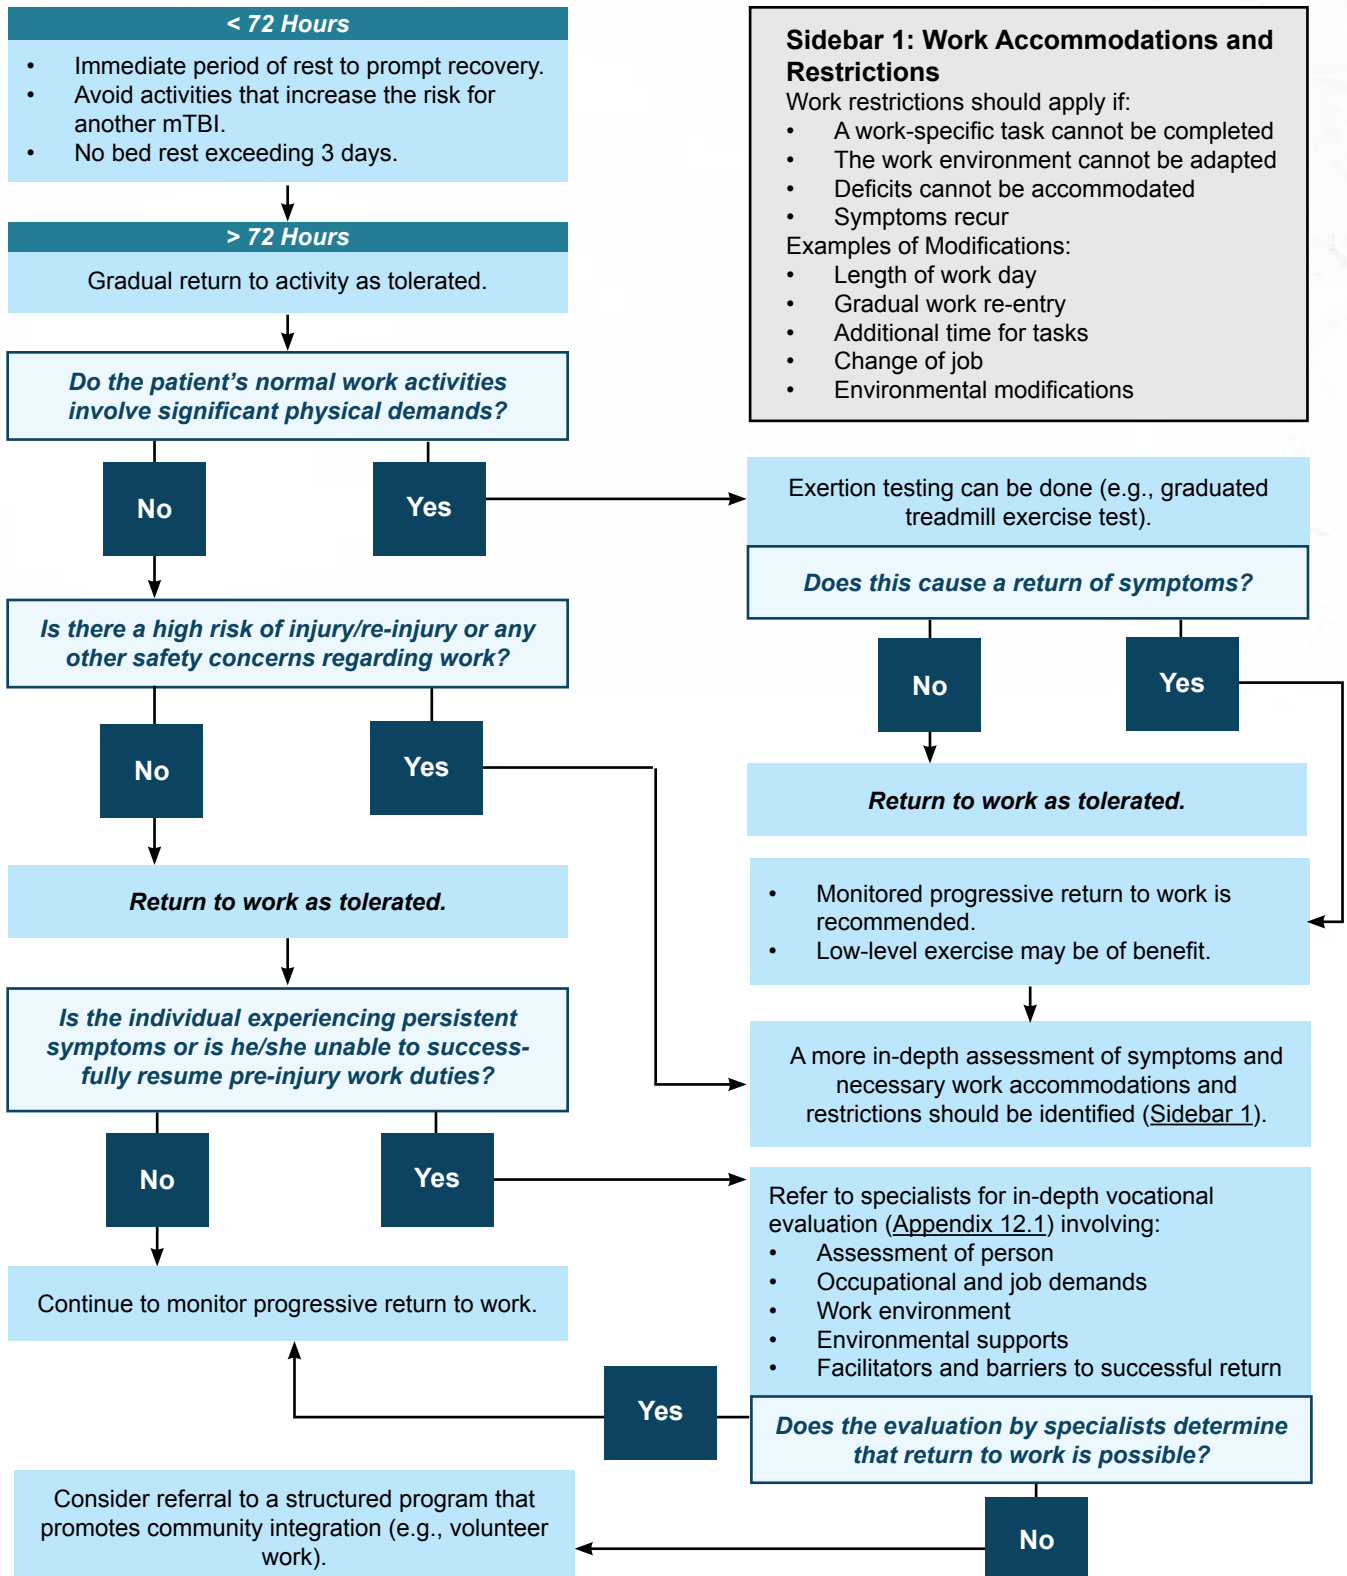 < 72 Hours
• Immediate period of rest to prompt recovery.
• Avoid activities that increase the risk for
another mTBI.
• No bed rest exceeding 3 days.
> 72 Hours
Gradual return to activity as tolerated.
Do the patient's normal work activities
involve significant physical demands?
No
Yes
Is there a high risk of injury/re-injury or any
other safety concerns regarding work?
No
Yes
Return to work as tolerated.
Is the individual experiencing persistent
symptoms or is he/she unable to success-
fully resume pre-injury work duties?
No
Yes
Continue to monitor progressive return to work.
Sidebar 1: Work Accommodations and
Restrictions
Work restrictions should apply if:
• A work-specific task cannot be completed
• The work environment cannot be adapted
• Deficits cannot be accommodated
• Symptoms recur
Examples of Modifications:
• Length of work day
• Gradual work re-entry
• Additional time for tasks
• Change of job
• Environmental modifications
Exertion testing can be done (e.g., graduated
treadmill exercise test).
Does this cause a return of symptoms?
No
Yes
Return to work as tolerated.
• Monitored progressive return to work is
recommended.
• Low-level exercise may be of benefit.
A more in-depth assessment of symptoms and
necessary work accommodations and
restrictions should be identified (Sidebar 1).
Refer to specialists for in-depth vocational
evaluation (Appendix 12.1) involving:
• Assessment of person
• Occupational and job demands
• Work environment
• Environmental supports
• Facilitators and barriers to successful return
Does the evaluation by specialists determine
that return to work is possible?
Yes
No
Consider referral to a structured program that
promotes community integration (e.g., volunteer
work).